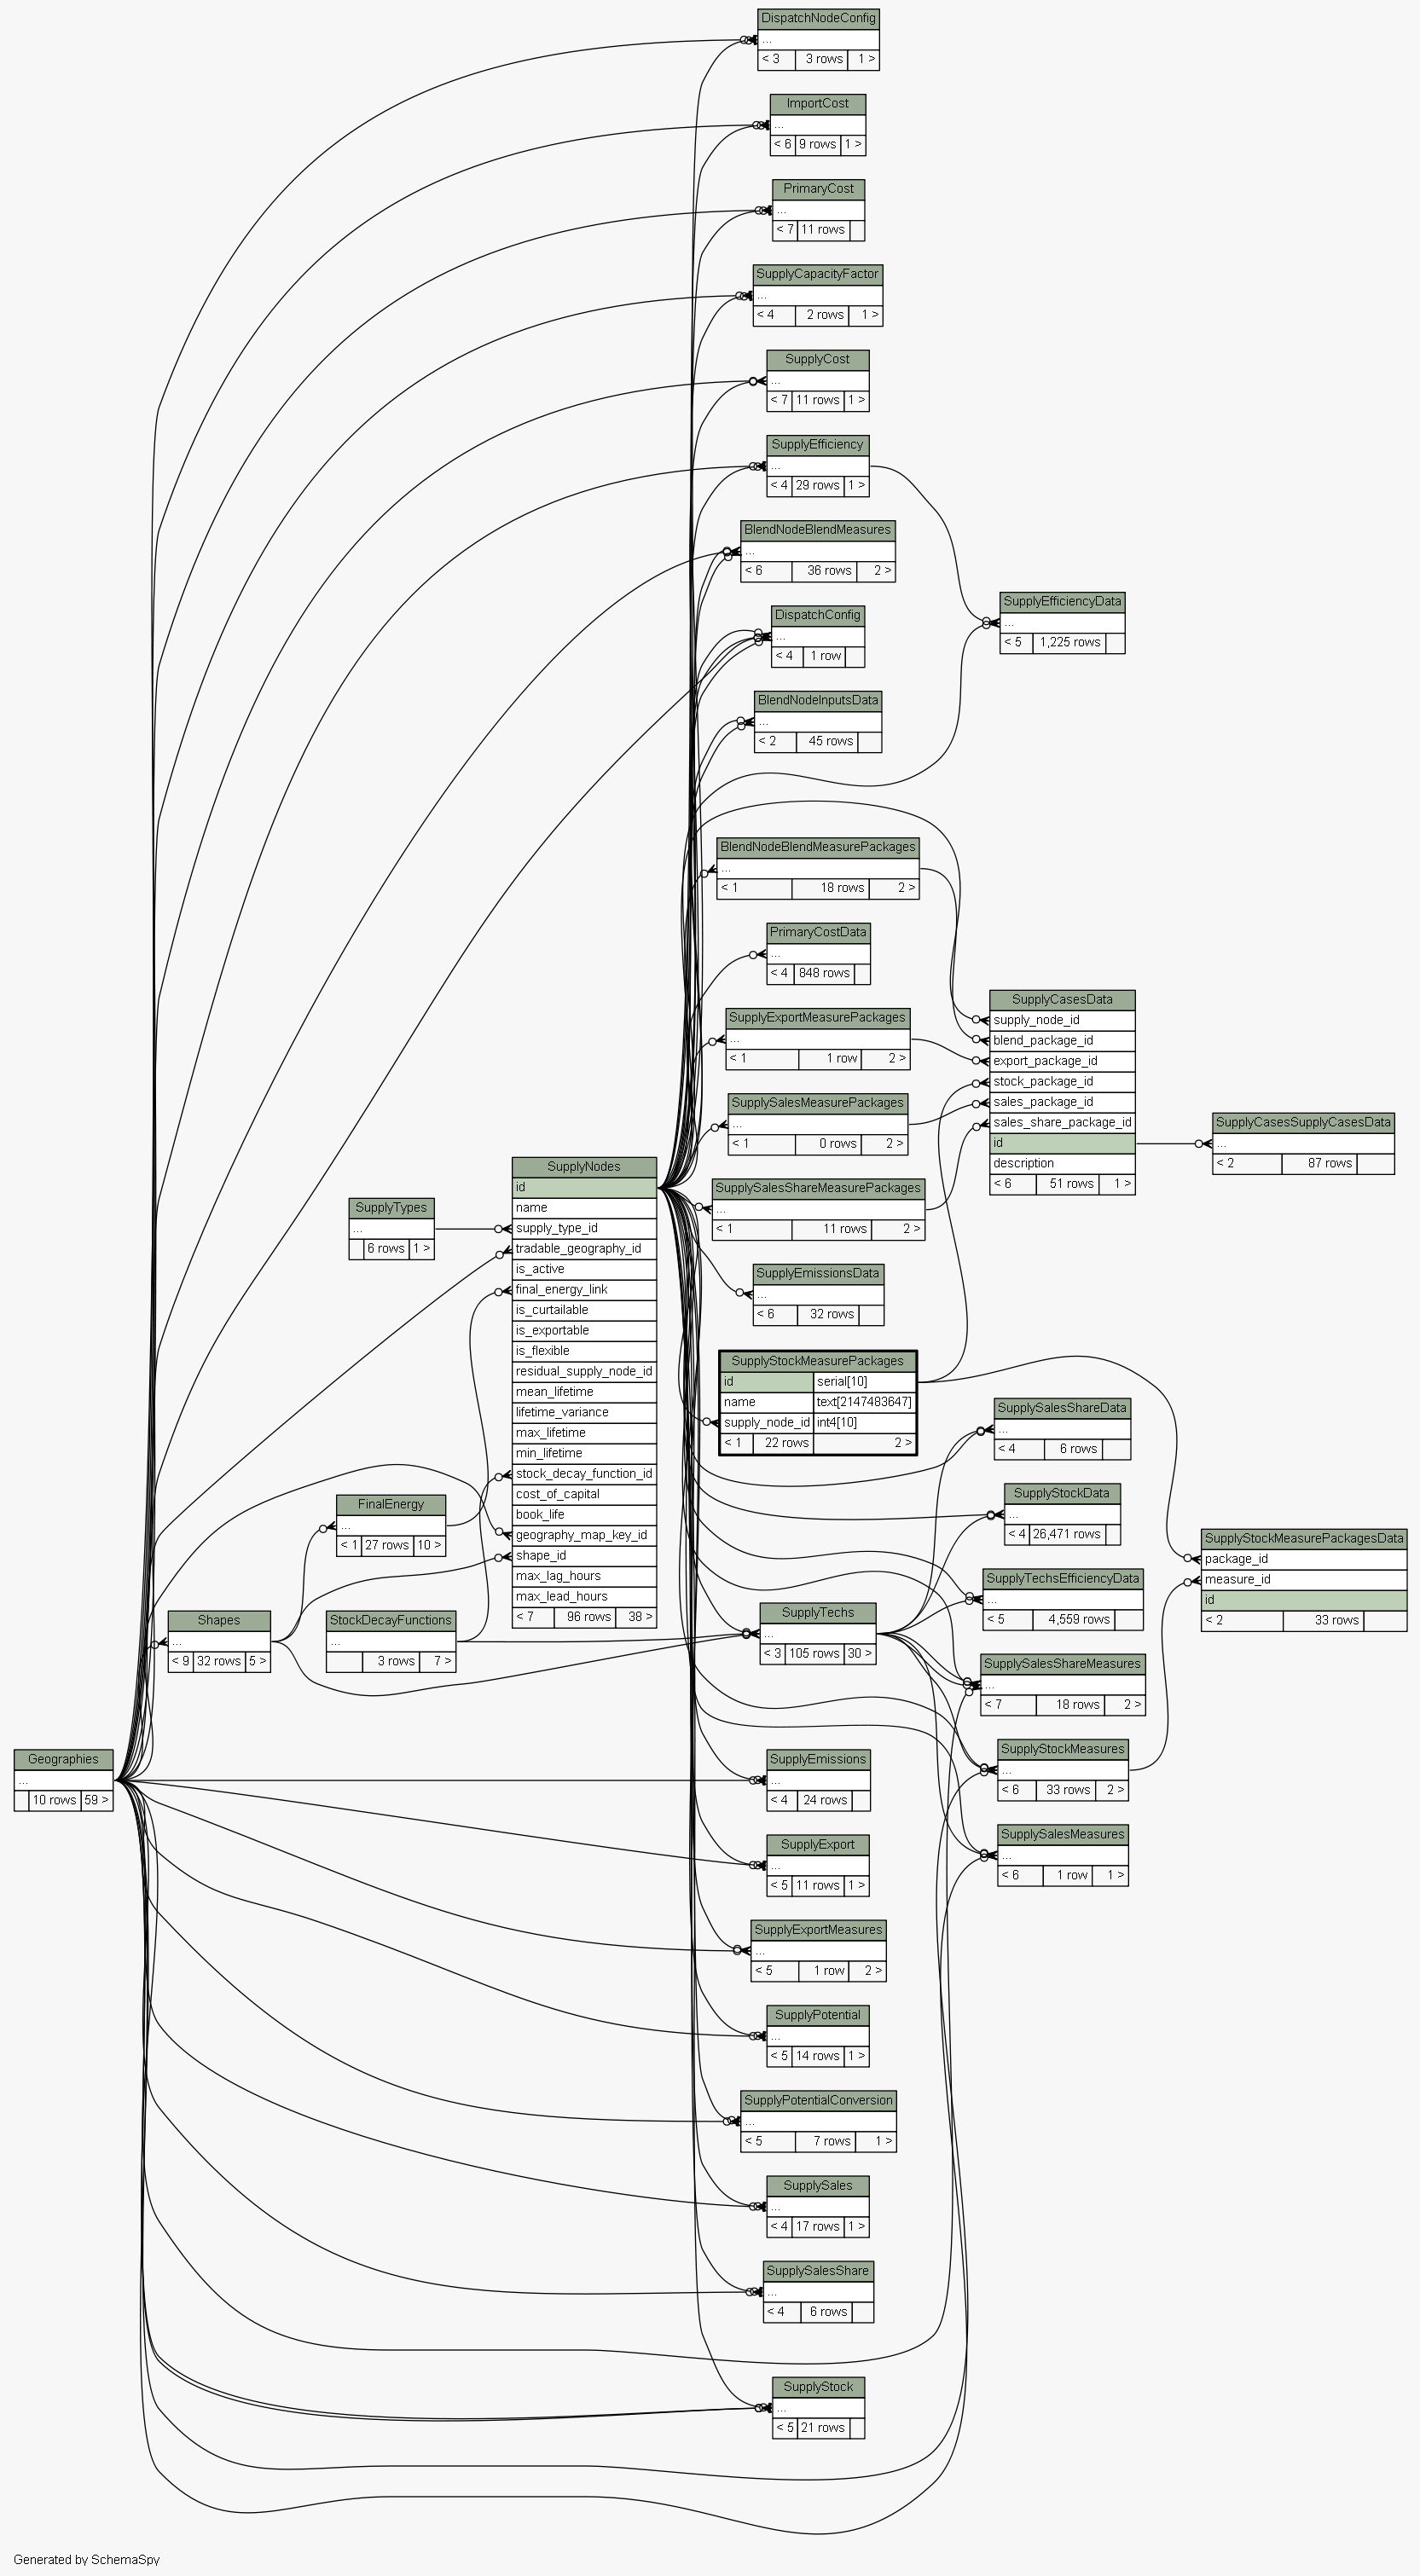 DispatchNodeConfig
...
< 3 3 rows 1 >
ImportCost
...
< 6 9 rows 1 >
PrimaryCost
...
< 7 11 rows
SupplyCapacityFactor
...
< 4 2 rows 1 >
SupplyCost
...
< 7 11 rows 1 >
SupplyEfficiency
...
< 4 29 rows 1 >
BlendNodeBlendMeasures
...
< 6 36 rows 2 >
SupplyEfficiencyData
...
< 5 1,225 rows
DispatchConfig
...
< 4 1 row
BlendNodeInputsData
...
< 2 45 rows
BlendNodeBlendMeasurePackages
...
< 1 18 rows 2 >
PrimaryCostData
...
< 4 848 rows
SupplyCasesData
supply_node_id
blend_package_id
export_package_id
stock_package_id
sales_package_id
sales_share_package_id
id
description
< 6 51 rows 1 >
SupplyExportMeasurePackages
...
< 1 1 row 2 >
SupplySalesMeasurePackages
...
< 1 0 rows 2 >
SupplyCasesSupplyCasesData
...
< 2 87 rows
SupplyNodes
id
name
supply_type_id
tradable_geography_id
is_active
final_energy_link
is_curtailable
is_exportable
is_flexible
residual_supply_node_id
mean_lifetime
lifetime_variance
max_lifetime
min_lifetime
stock_decay_function_id
cost_of_capital
book_life
geography_map_key_id
shape_id
max_lag_hours
max_lead_hours
< 7 96 rows 38 >
SupplySalesShareMeasurePackages
...
< 1 11 rows 2 >
SupplyTypes
...
6 rows 1 >
SupplyEmissionsData
...
< 6 32 rows
SupplyStockMeasurePackages
id serial[10]
name text[2147483647]
supply_node_id int4[10]
< 1 22 rows 2 >
SupplySalesShareData
...
< 4 6 rows
SupplyStockData
...
< 4 26,471 rows
FinalEnergy
...
< 1 27 rows 10 >
SupplyStockMeasurePackagesData
package_id
measure_id
id
< 2 33 rows
SupplyTechsEfficiencyData
...
< 5 4,559 rows
Shapes
...
< 9 32 rows 5 >
StockDecayFunctions
...
3 rows 7 >
SupplyTechs
...
< 3 105 rows 30 >
SupplySalesShareMeasures
...
< 7 18 rows 2 >
SupplyStockMeasures
...
< 6 33 rows 2 >
Geographies
...
10 rows 59 >
SupplyEmissions
...
< 4 24 rows
SupplySalesMeasures
...
< 6 1 row 1 >
SupplyExport
...
< 5 11 rows 1 >
SupplyExportMeasures
...
< 5 1 row 2 >
SupplyPotential
...
< 5 14 rows 1 >
SupplyPotentialConversion
...
< 5 7 rows 1 >
SupplySales
...
< 4 17 rows 1 >
SupplySalesShare
...
< 4 6 rows
SupplyStock
...
< 5 21 rows
Generated by SchemaSpy